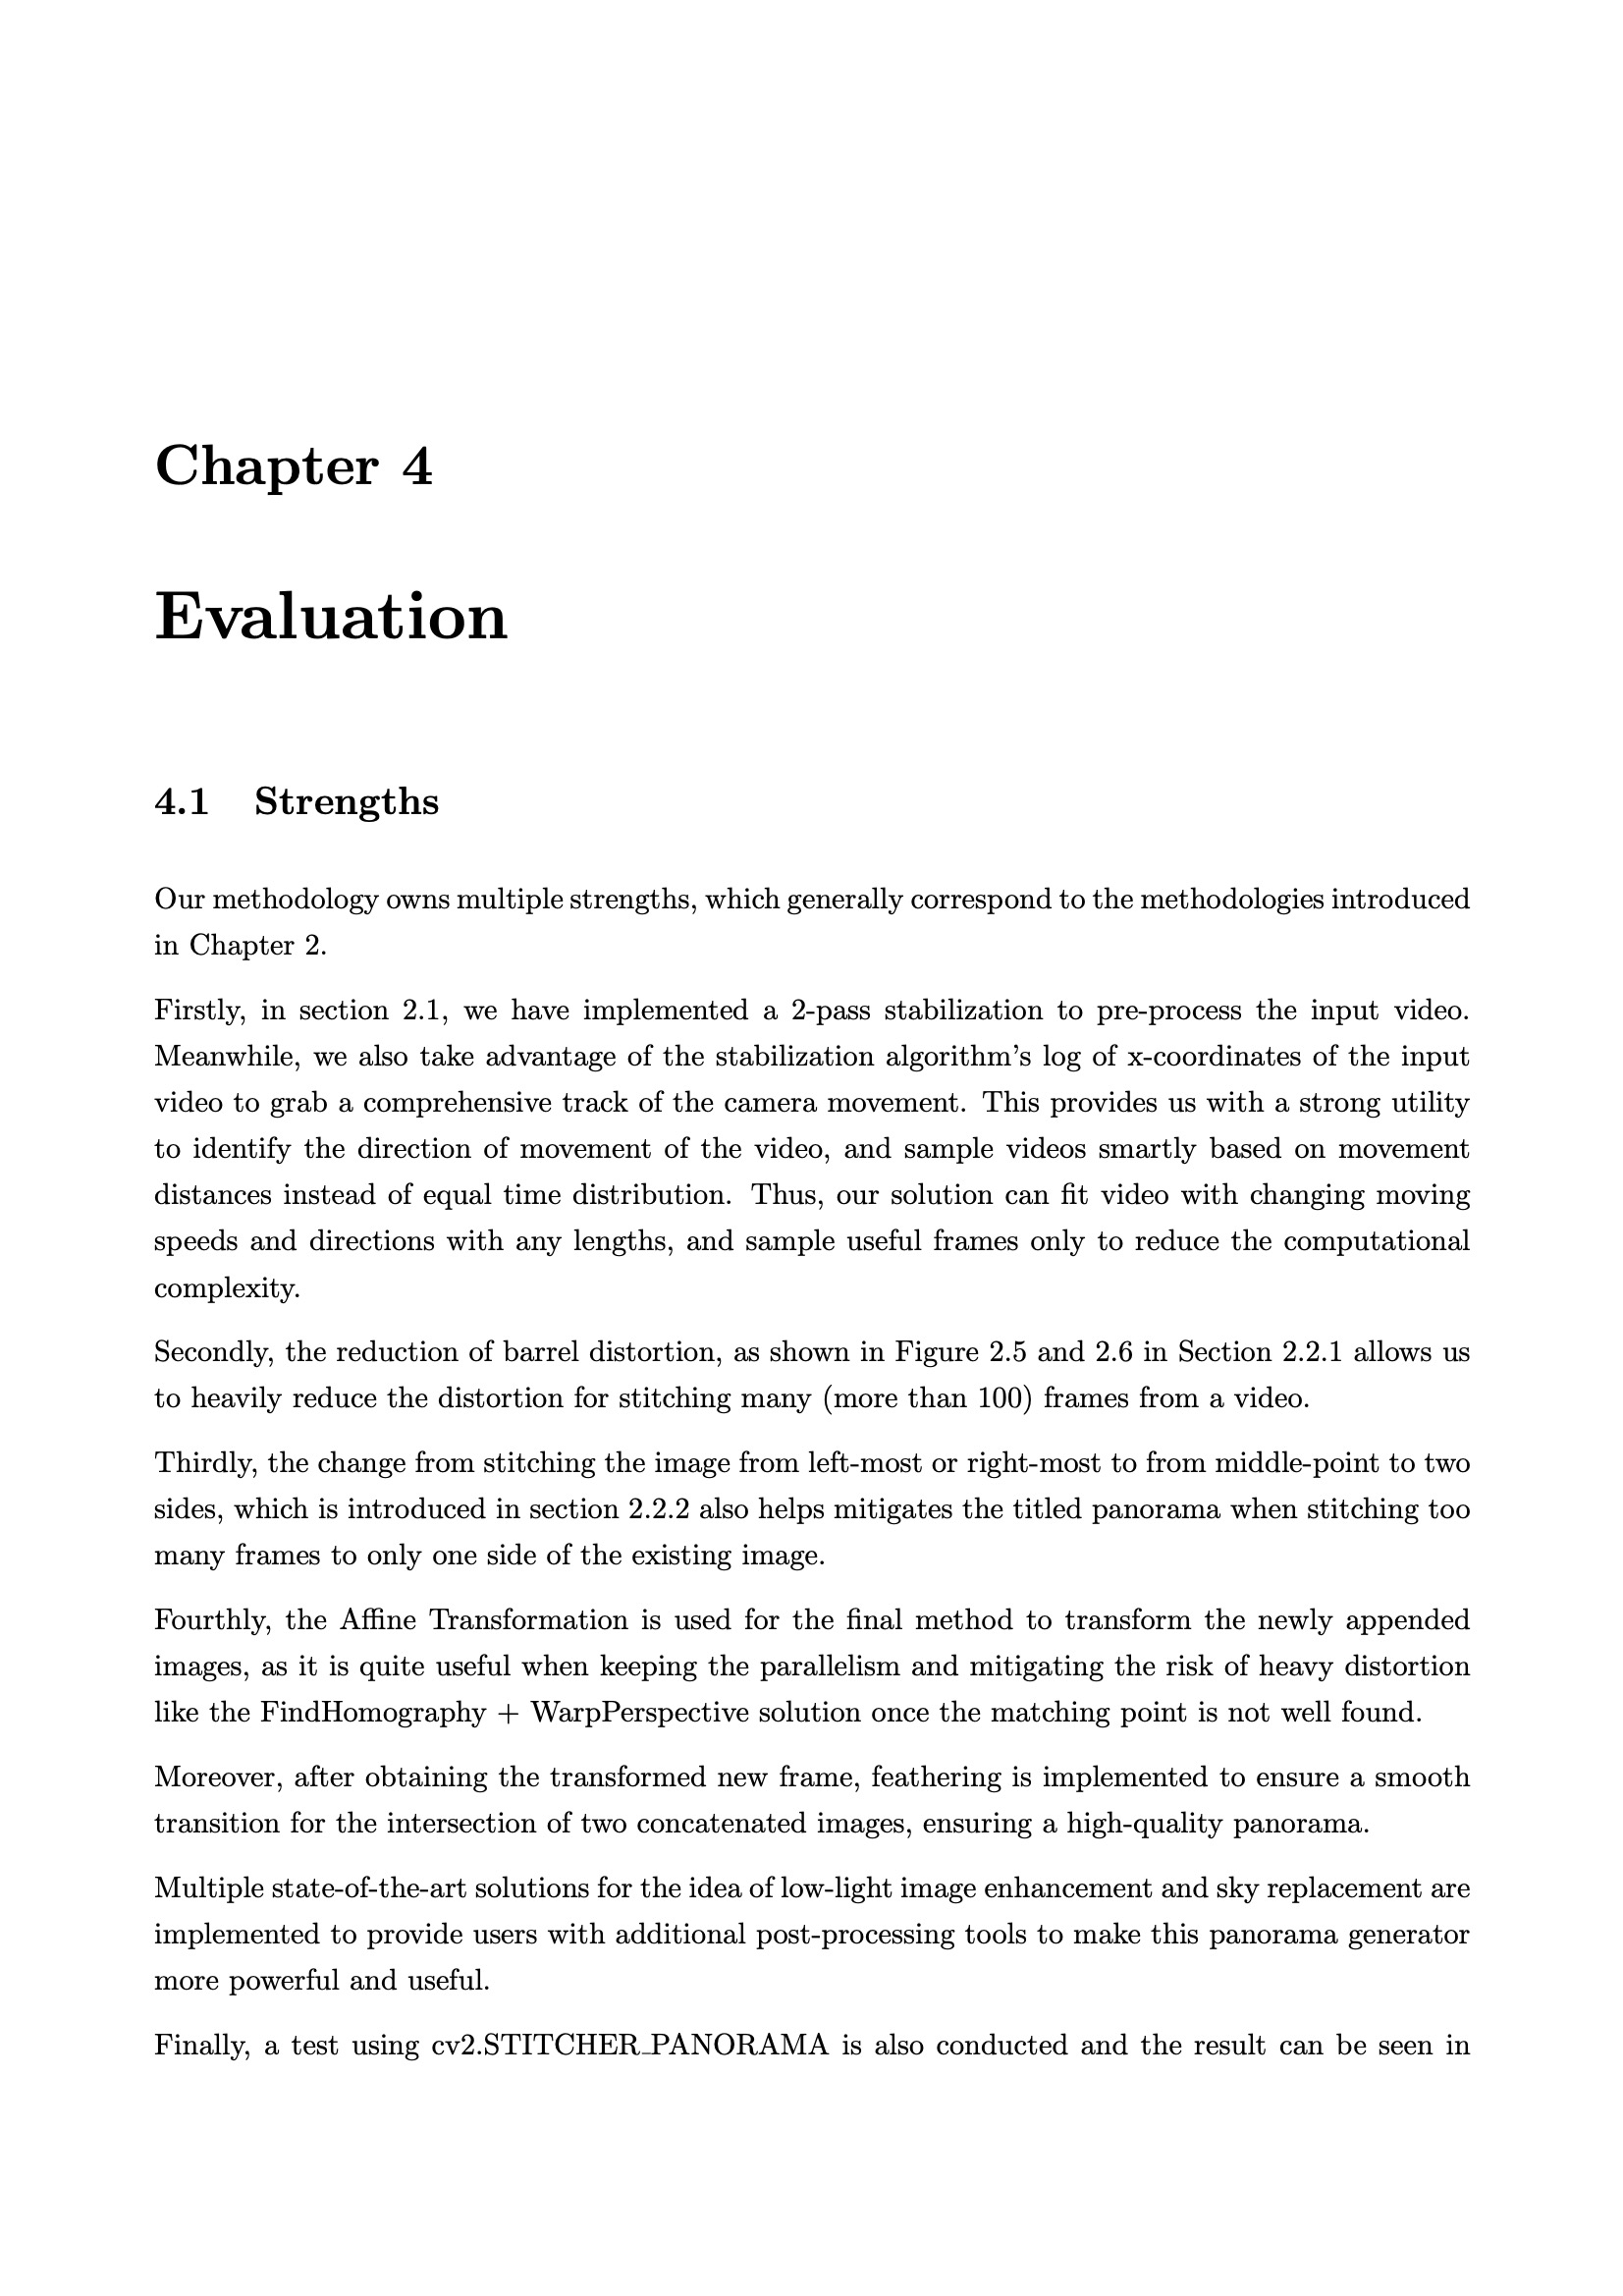 Chapter 4
Evaluation
4.1 Strengths
Our methodology owns multiple strengths, which generally correspond to the methodologies introduced
in Chapter 2.
Firstly, in section 2.1, we have implemented a 2-pass stabilization to pre-process the input video.
Meanwhile, we also take advantage of the stabilization algorithm's log of x-coordinates of the input
video to grab a comprehensive track of the camera movement. This provides us with a strong utility
to identify the direction of movement of the video, and sample videos smartly based on movement
distances instead of equal time distribution. Thus, our solution can fit video with changing moving
speeds and directions with any lengths, and sample useful frames only to reduce the computational
complexity.
Secondly, the reduction of barrel distortion, as shown in Figure 2.5 and 2.6 in Section 2.2.1 allows us
to heavily reduce the distortion for stitching many (more than 100) frames from a video.
Thirdly, the change from stitching the image from left-most or right-most to from middle-point to two
sides, which is introduced in section 2.2.2 also helps mitigates the titled panorama when stitching too
many frames to only one side of the existing image.
Fourthly, the Affine Transformation is used for the final method to transform the newly appended
images, as it is quite useful when keeping the parallelism and mitigating the risk of heavy distortion
like the FindHomography + WarpPerspective solution once the matching point is not well found.
Moreover, after obtaining the transformed new frame, feathering is implemented to ensure a smooth
transition for the intersection of two concatenated images, ensuring a high-quality panorama.
Multiple state-of-the-art solutions for the idea of low-light image enhancement and sky replacement are
implemented to provide users with additional post-processing tools to make this panorama generator
more powerful and useful.
Finally, a test using cv2.STITCHER_PANORAMA is also conducted and the result can be seen in